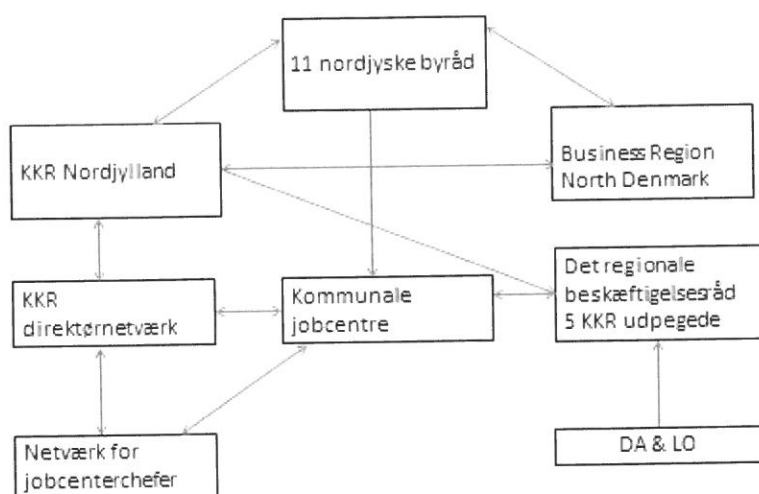 11 nordjyske byråd
KKR Nordjylland
Business Region
North Denmark
KKR
direktørnetværk
Kommunale
jobcentre
Det regionale
beskæftigelsesråd
5 KKR udpegede
Netværk for
jobcenterchefer
DA & LO